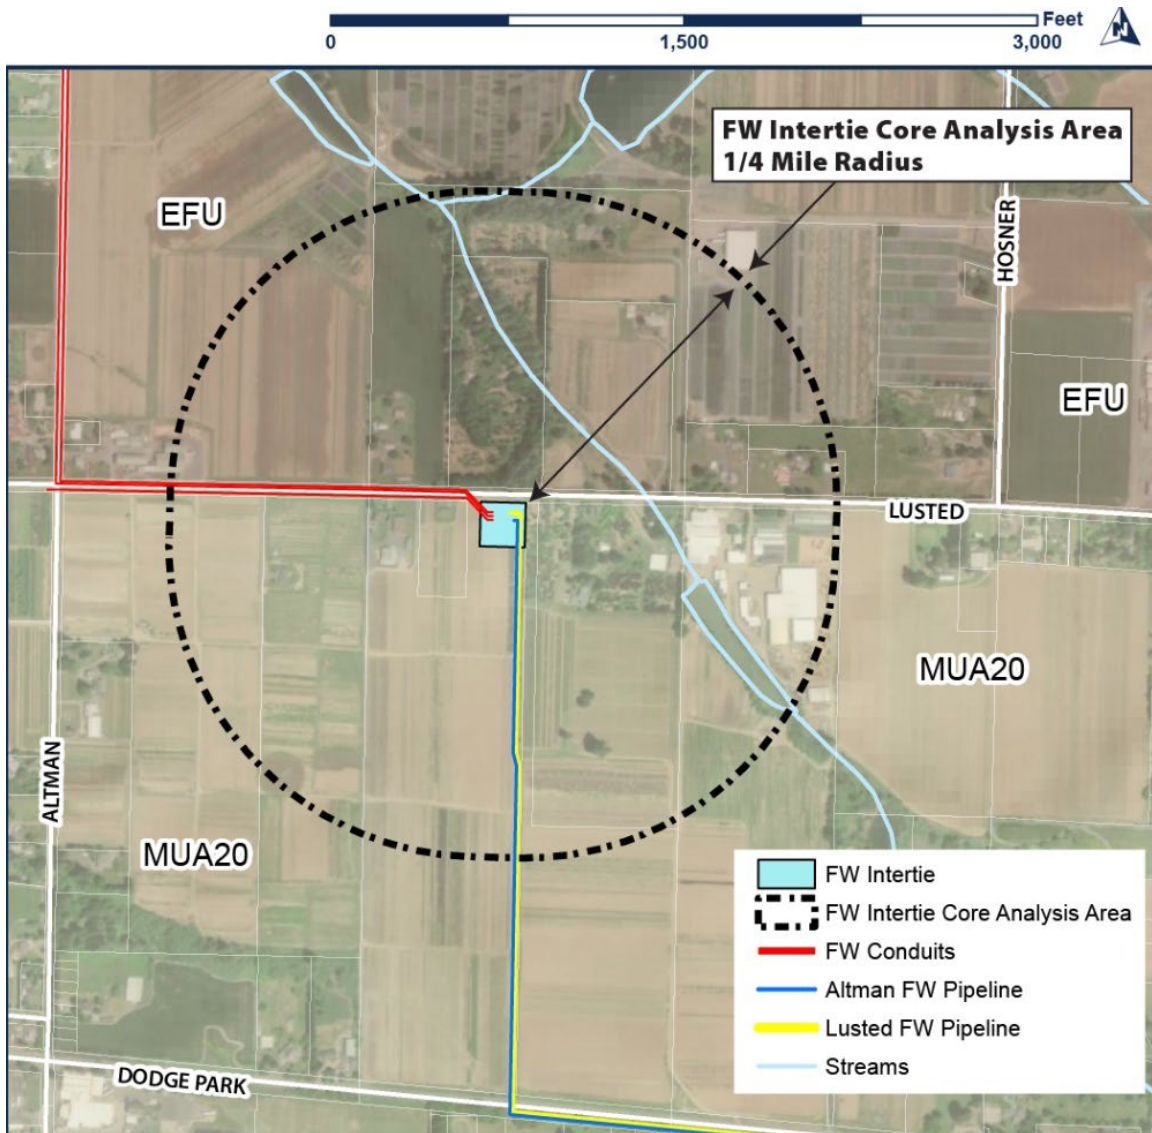 Feet
N
0 1,500 3,000
FW Intertie Core Analysis Area
1/4 Mile Radius
EFU
HOSNER
EFU
LUSTED
MUA20
ALTMAN
MUA20
FW Intertie
FW Intertie Core Analysis Area
FW Conduits
Altman FW Pipeline
Lusted FW Pipeline
Streams
DODGE PARK